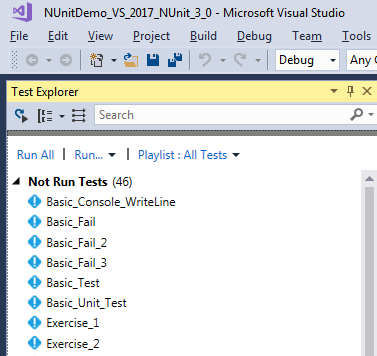 NUnitDemo_VS_2017_NUnit_3_0 - Microsoft Visual Studio
File Edit View Project Build Debug Team Tools
Debug Any C
Test Explorer
Search
Run All | Run... | Playlist : All Tests
Not Run Tests (46)
Basic_Console_WriteLine
Basic_Fail
Basic_Fail_2
Basic_Fail_3
Basic_Test
Basic_Unit_Test
Exercise_1
Exercise_2